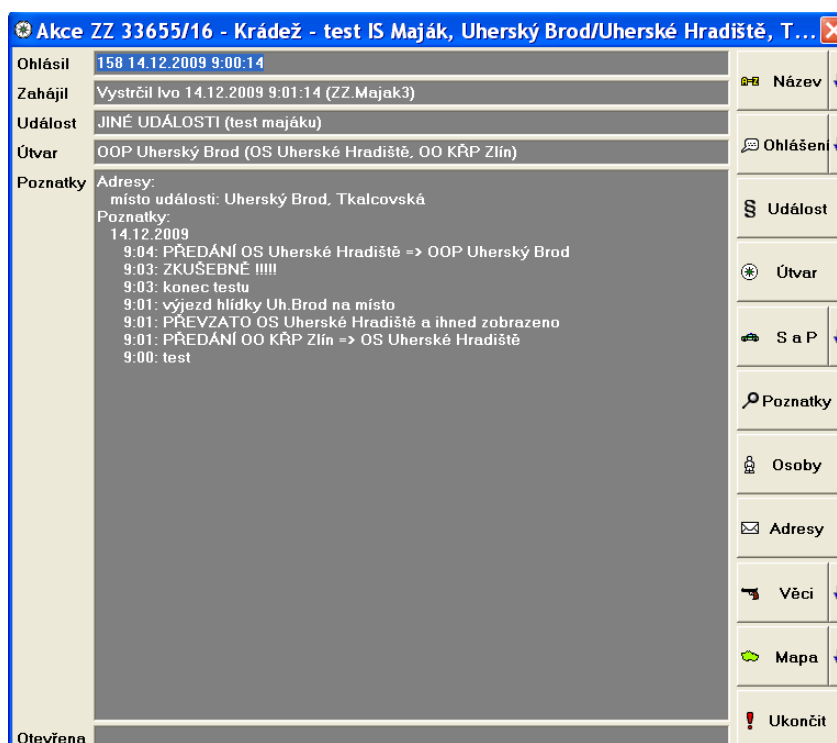 Akce ZZ 33655/16 - Krádež - test IS Maják, Uherský Brod/Uherské Hradiště, T...
Ohlásil 158 14.12.2009 9:00:14
Zahájil Vystrčil Ivo 14.12.2009 9:01:14 (ZZ.Majak3)
Událost JINÉ UDÁLOSTI (test majáku)
Útvar OOP Uherský Brod (OS Uherské Hradiště, OO KŘP Zlín)
Poznatky Adresy:
místo události: Uherský Brod, Tkalcovská
Poznatky:
14.12.2009
9:04: PŘEDÁNÍ OS Uherské Hradiště => OOP Uherský Brod
9:03: ZKUŠEBNĚ !!!!!
9:03: konec testu
9:01: výjezd hlídky Uh.Brod na místo
9:01: PŘEVZATO OS Uherské Hradiště a ihned zobrazeno
9:01: PŘEDÁNÍ OO KŘP Zlín => OS Uherské Hradiště
9:00: test
Otevřena
Název
Ohlášení
§ Událost
Útvar
S a P
Poznatky
Osoby
Adresy
Věci
Mapa
Ukončit